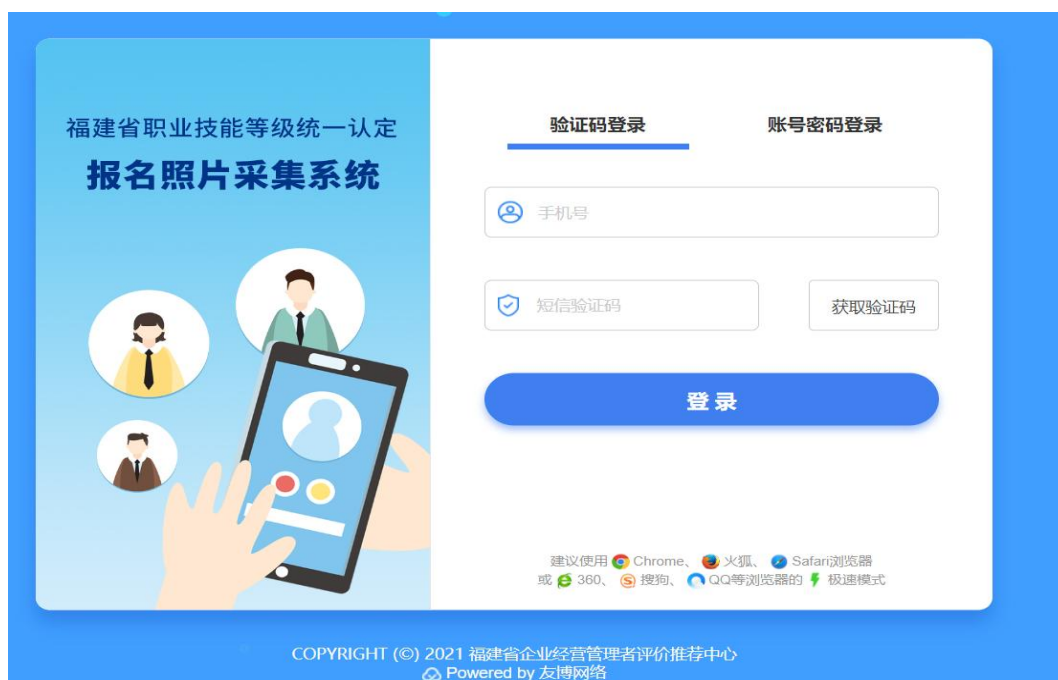 福建省职业技能等级统一认定
报名照片采集系统
验证码登录
账号密码登录
手机号
短信验证码
获取验证码
登录
建议使用 Chrome、 火狐、 Safari浏览器
或 360、 搜狗、 QQ等浏览器的 极速模式
COPYRIGHT (©) 2021 福建省企业经营管理者评价推荐中心
Powered by 友博网络